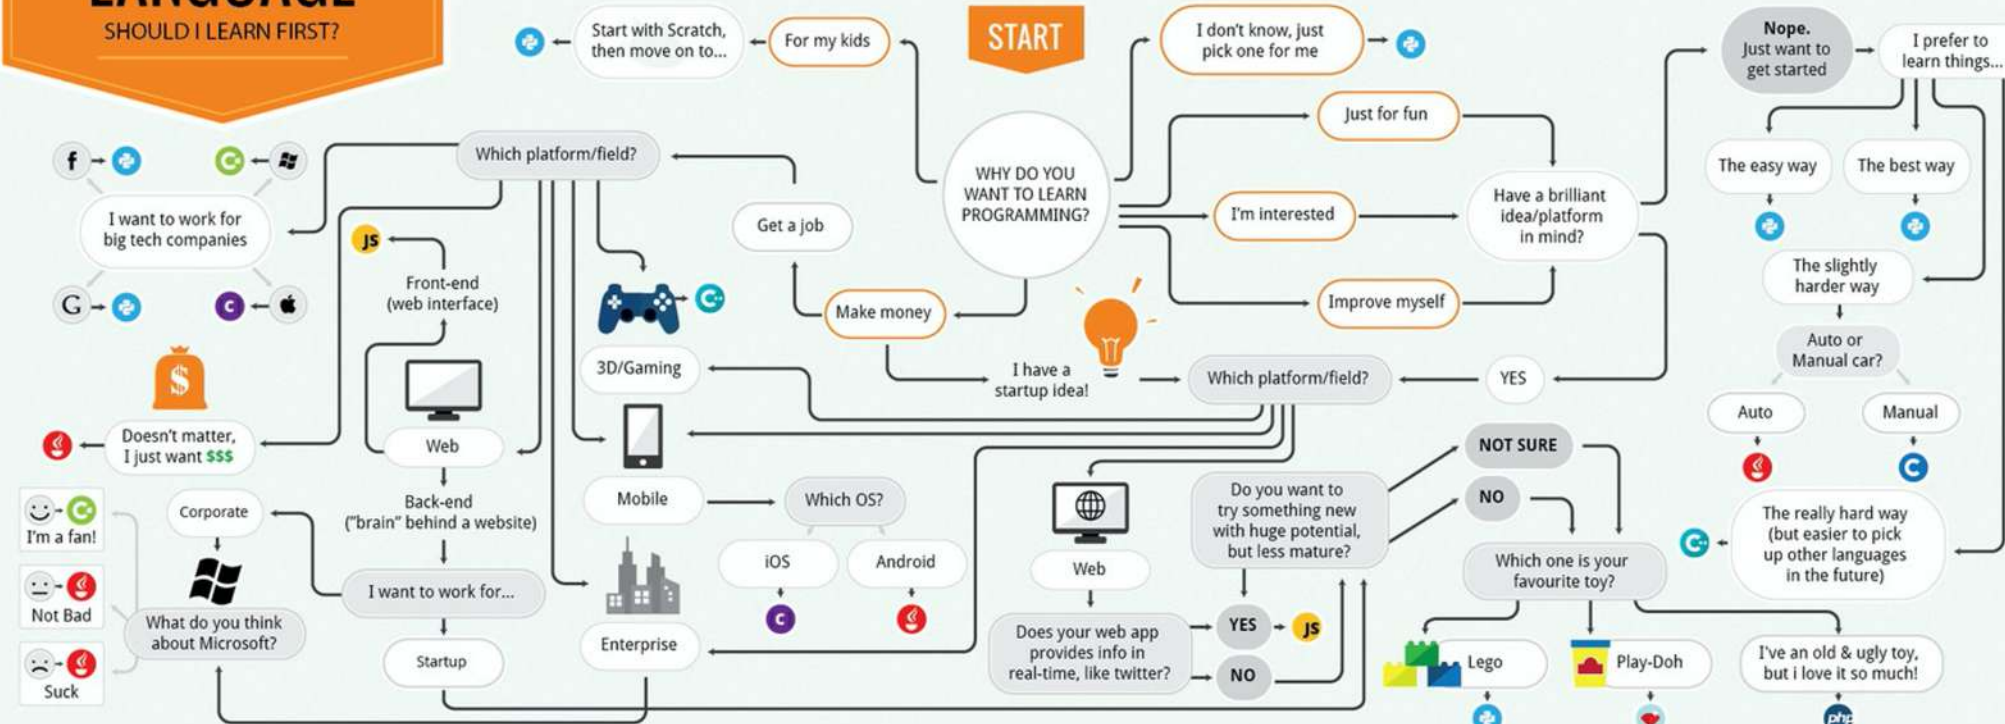 LANGUAGE
SHOULD I LEARN FIRST?
START
Start with Scratch,
then move on to...
For my kids
I don't know, just
pick one for me
Nope.
Just want to
get started
I prefer to
learn things...
Just for fun
Which platform/field?
WHY DO YOU
WANT TO LEARN
PROGRAMMING?
The easy way
The best way
f
I want to work for
big tech companies
JS
Get a job
I'm interested
Have a brilliant
idea/platform
in mind?
G
C
Front-end
(web interface)
Make money
Improve myself
The slightly
harder way
Auto or
Manual car?
$
3D/Gaming
I have a
startup idea!
Which platform/field?
YES
Auto
Manual
C
Doesn't matter,
I just want $$$
Web
NOT SURE
NO
Corporate
Back-end
("brain" behind a website)
Mobile
Which OS?
iOS
C
Android
Do you want to
try something new
with huge potential,
but less mature?
The really hard way
(but easier to pick
up other languages
in the future)
C++
I'm a fan!
Not Bad
Suck
What do you think
about Microsoft?
I want to work for...
Startup
Enterprise
Web
Does your web app
provides info in
real-time, like twitter?
YES
JS
NO
Which one is your
favourite toy?
Lego
Play-Doh
I've an old & ugly toy,
but i love it so much!
php